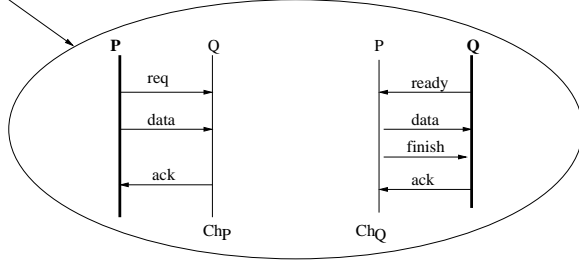 P Q P Q
req ready
data data
finish
ack ack
ChP ChQ